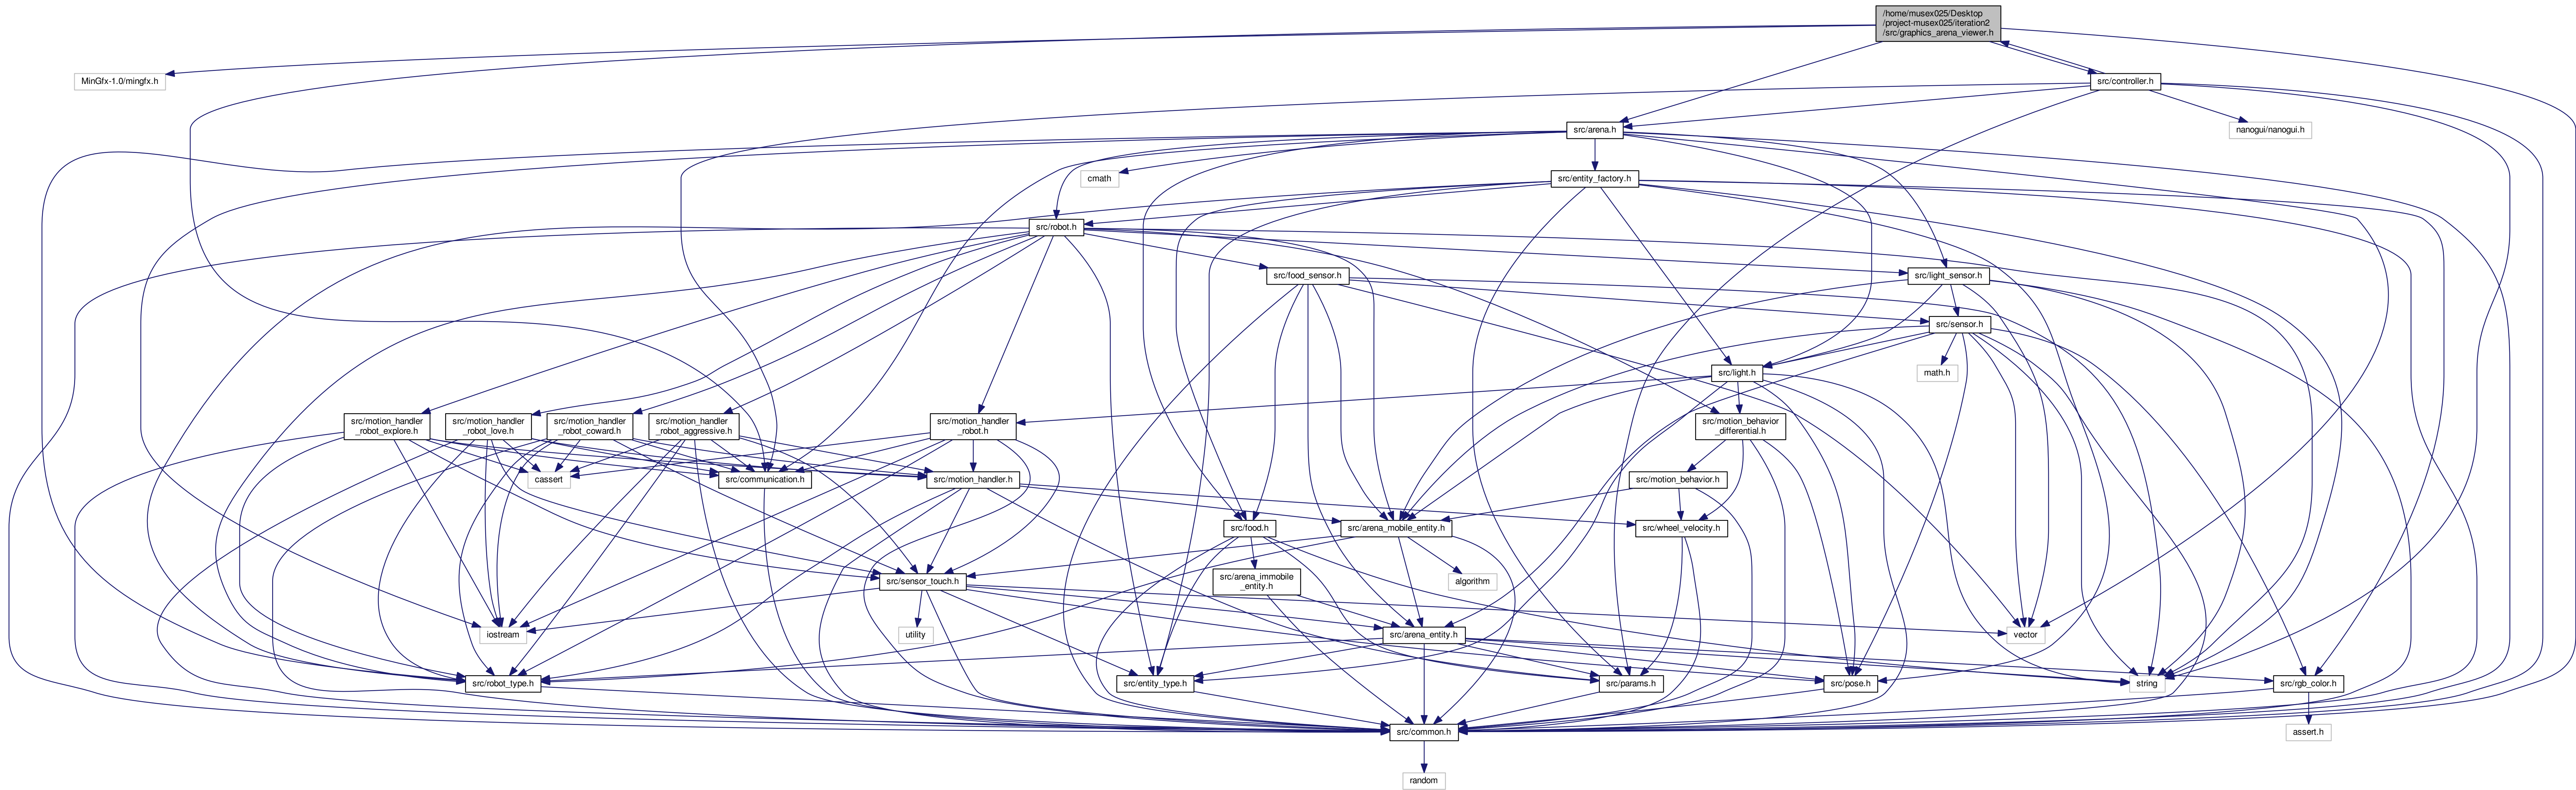 /home/musex025/Desktop
/project-musex025/iteration2
/src/graphics_arena_viewer.h
MinGfx-1.0/mingfx.h
src/controller.h
src/arena.h
nanogui/nanogui.h
cmath
src/entity_factory.h
src/robot.h
src/food_sensor.h
src/light_sensor.h
src/sensor.h
src/light.h
math.h
src/motion_handler
_robot_explore.h
src/motion_handler
_robot_love.h
src/motion_handler
_robot_coward.h
src/motion_handler
_robot_aggressive.h
src/motion_handler
_robot.h
src/motion_behavior
_differential.h
cassert
src/communication.h
src/motion_handler.h
src/motion_behavior.h
src/food.h
src/arena_mobile_entity.h
src/wheel_velocity.h
src/sensor_touch.h
src/arena_immobile
_entity.h
algorithm
iostream
utility
src/arena_entity.h
vector
src/robot_type.h
src/entity_type.h
src/params.h
src/pose.h
string
src/rgb_color.h
src/common.h
assert.h
random